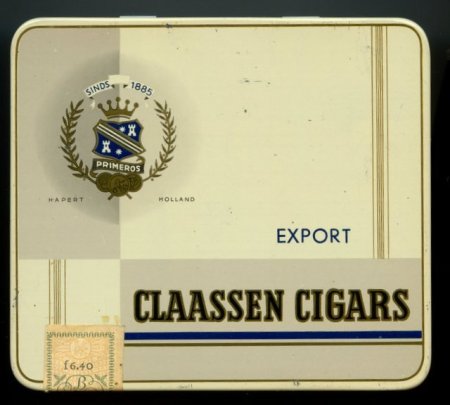 SINDS 1885
PRIMEROS
HAPERT HOLLAND
EXPORT
CLAASSEN CIGARS
f 6.40
B